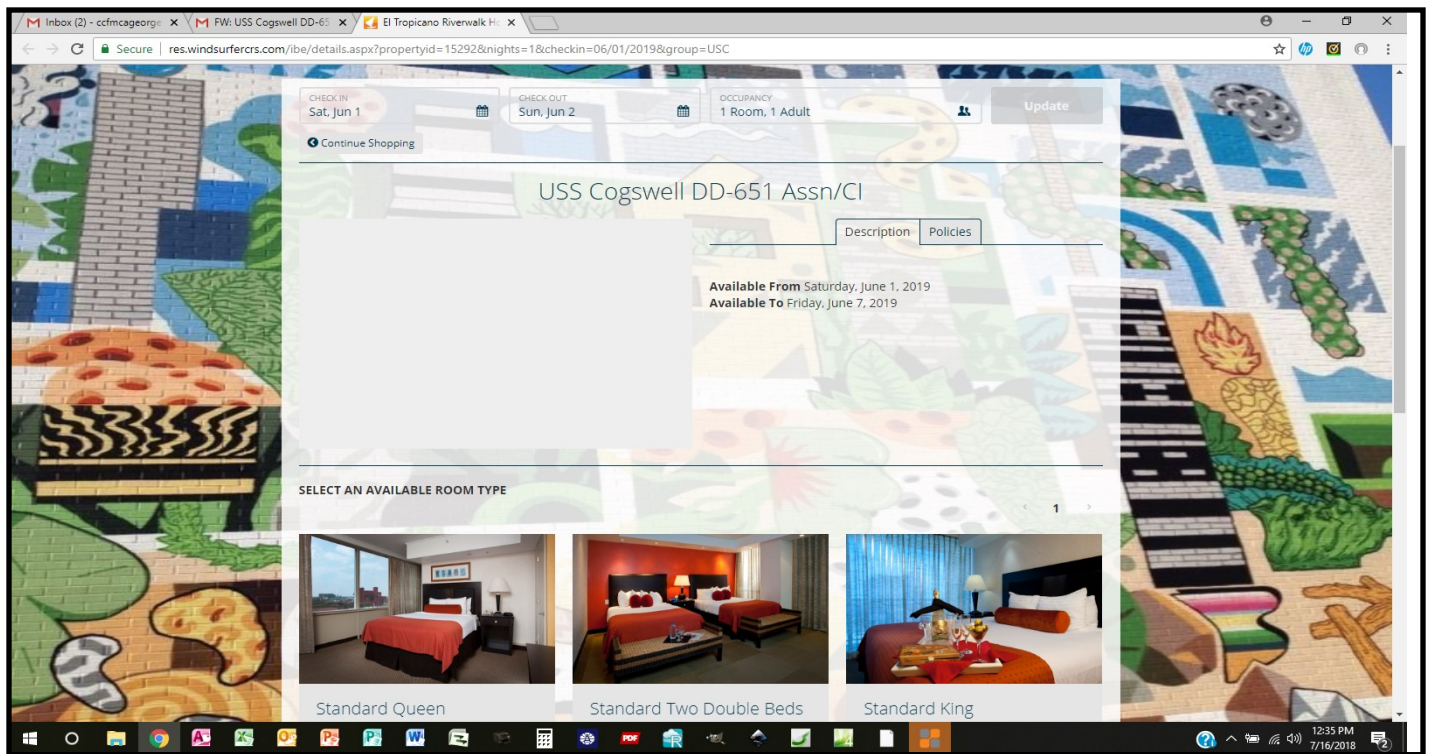 Inbox (2) - ccfmcageorge
FW: USS Cogswell DD-65
El Tropicano Riverwalk Ho
Secure | res.windsurfercrs.com/ibe/details.aspx?propertyid=15292&nights=1&checkin=06/01/2019&group=USC
CHECK IN
Sat, Jun 1
CHECK OUT
Sun, Jun 2
OCCUPANCY
1 Room, 1 Adult
Update
Continue Shopping
USS Cogswell DD-651 Assn/CI
Description
Policies
Available From Saturday, June 1, 2019
Available To Friday, June 7, 2019
SELECT AN AVAILABLE ROOM TYPE
1
Standard Queen
Standard Two Double Beds
Standard King
12:35 PM
7/16/2018